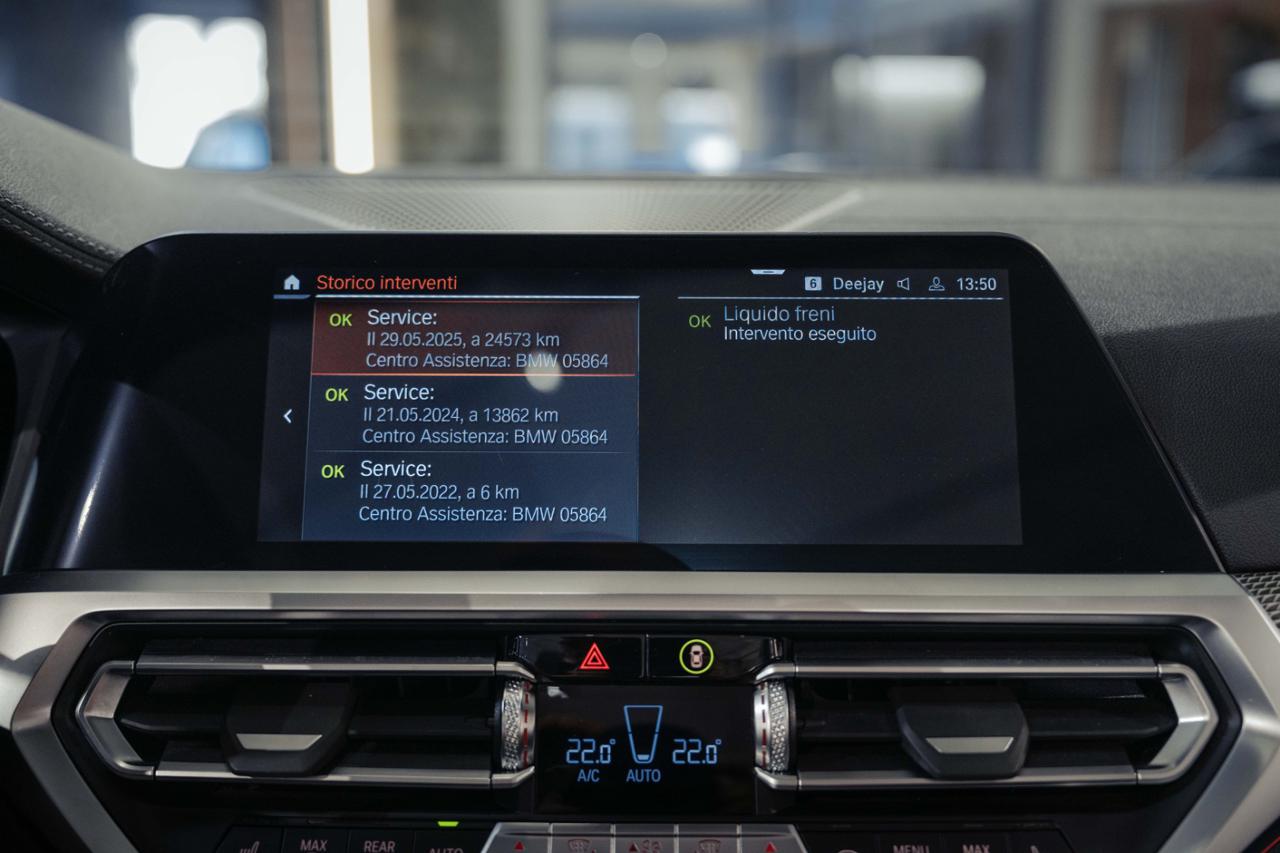 Storico interventi
6 Deejay 13:50
OK Service:
Il 29.05.2025, a 24573 km
Centro Assistenza: BMW 05864
OK Service:
Il 21.05.2024, a 13862 km
Centro Assistenza: BMW 05864
OK Service:
Il 27.05.2022, a 6 km
Centro Assistenza: BMW 05864
OK Liquido freni
Intervento eseguito
22.0° 22.0°
A/C AUTO
MAX REAR AUTO MENU MAX